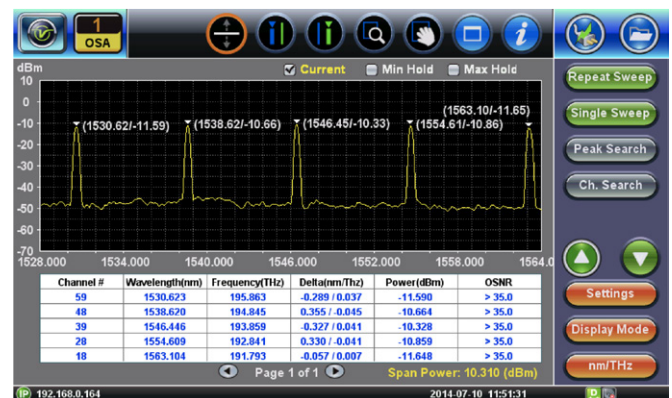 1
OSA
dBm
Current Min Hold Max Hold
10
0
-10
-20
-30
-40
-50
-60
-70
(1530.62/-11.59)
(1538.62/-10.66)
(1546.45/-10.33)
(1563.10/-11.65)
(1554.61/-10.86)
1528.000 1534.000 1540.000 1546.000 1552.000 1558.000 1564.0
Channel # Wavelength(nm) Frequency(THz) Delta(nm/Thz) Power(dBm) OSNR
59 1530.623 195.863 -0.289 / 0.037 -11.590 > 35.0
48 1538.620 194.845 0.355 / -0.045 -10.664 > 35.0
39 1546.446 193.859 -0.327 / 0.041 -10.328 > 35.0
28 1554.609 192.841 0.330 / -0.041 -10.859 > 35.0
18 1563.104 191.793 -0.057 / 0.007 -11.648 > 35.0
Page 1 of 1 Span Power: 10.310 (dBm)
Repeat Sweep
Single Sweep
Peak Search
Ch. Search
Settings
Display Mode
nm/THz
IP 192.168.0.164 2014-07-10 11:51:31